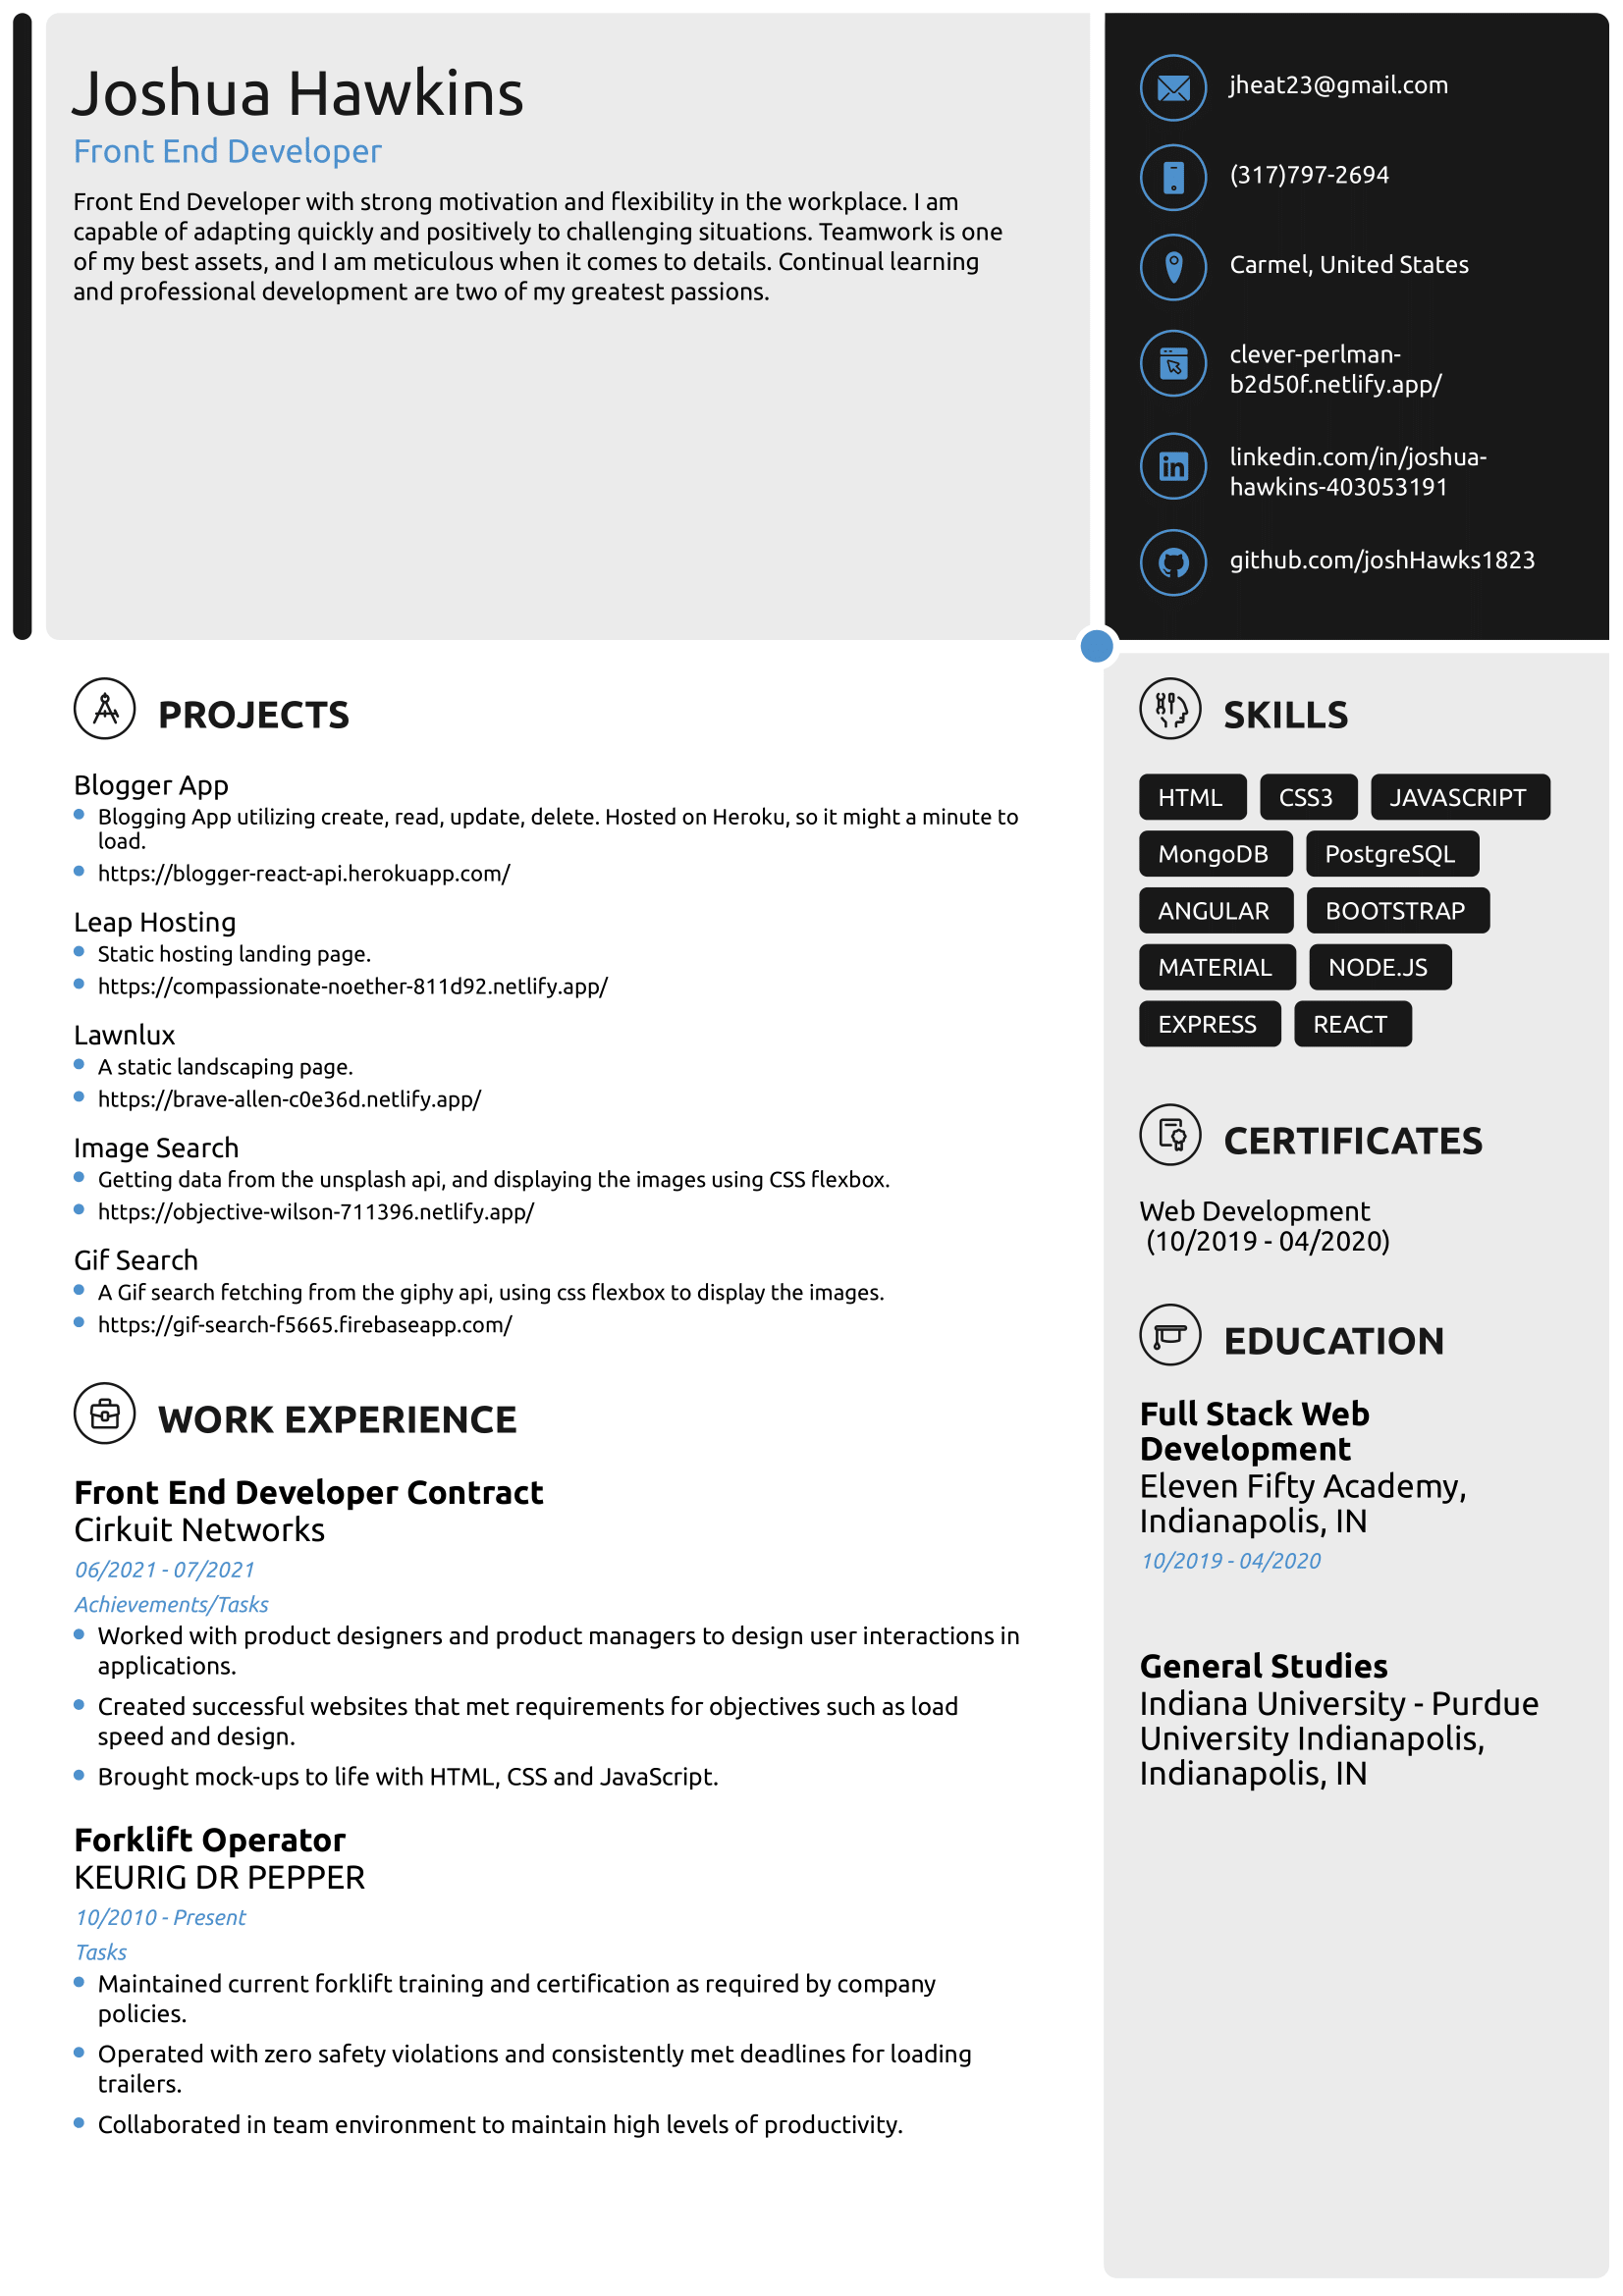 Joshua Hawkins
Front End Developer
Front End Developer with strong motivation and flexibility in the workplace. I am
capable of adapting quickly and positively to challenging situations. Teamwork is one
of my best assets, and I am meticulous when it comes to details. Continual learning
and professional development are two of my greatest passions.
jheat23@gmail.com
(317)797-2694
Carmel, United States
clever-perlman-
b2d50f.netlify.app/
linkedin.com/in/joshua-
hawkins-403053191
github.com/joshHawks1823
PROJECTS
Blogger App
Blogging App utilizing create, read, update, delete. Hosted on Heroku, so it might a minute to
load.
https://blogger-react-api.herokuapp.com/
Leap Hosting
Static hosting landing page.
https://compassionate-noether-811d92.netlify.app/
Lawnlux
A static landscaping page.
https://brave-allen-c0e36d.netlify.app/
Image Search
Getting data from the unsplash api, and displaying the images using CSS flexbox.
https://objective-wilson-711396.netlify.app/
Gif Search
A Gif search fetching from the giphy api, using css flexbox to display the images.
https://gif-search-f5665.firebaseapp.com/
WORK EXPERIENCE
Front End Developer Contract
Cirkuit Networks
06/2021 - 07/2021
Achievements/Tasks
Worked with product designers and product managers to design user interactions in
applications.
Created successful websites that met requirements for objectives such as load
speed and design.
Brought mock-ups to life with HTML, CSS and JavaScript.
Forklift Operator
KEURIG DR PEPPER
10/2010 - Present
Tasks
Maintained current forklift training and certification as required by company
policies.
Operated with zero safety violations and consistently met deadlines for loading
trailers.
Collaborated in team environment to maintain high levels of productivity.
SKILLS
HTML CSS3 JAVASCRIPT
MongoDB PostgreSQL
ANGULAR BOOTSTRAP
MATERIAL NODE.JS
EXPRESS REACT
CERTIFICATES
Web Development
(10/2019 - 04/2020)
EDUCATION
Full Stack Web
Development
Eleven Fifty Academy,
Indianapolis, IN
10/2019 - 04/2020
General Studies
Indiana University - Purdue
University Indianapolis,
Indianapolis, IN